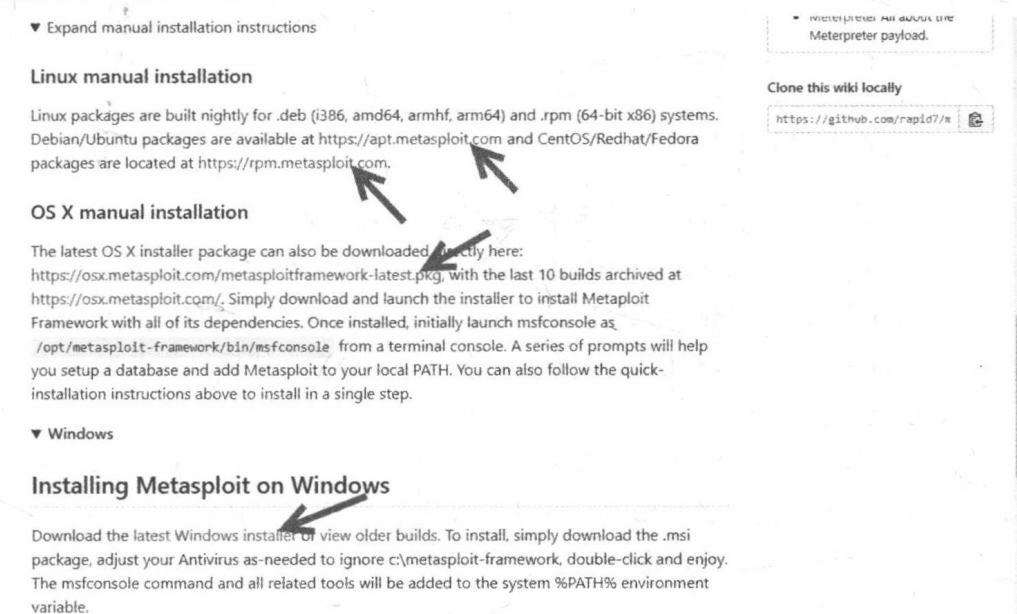 ▼ Expand manual installation instructions
Linux manual installation
Linux packages are built nightly for .deb (i386, amd64, armhf, arm64) and .rpm (64-bit x86) systems.
Debian/Ubuntu packages are available at https://apt.metasploit.com and CentOS/Redhat/Fedora
packages are located at https://rpm.metasploit.com.
OS X manual installation
The latest OS X installer package can also be downloaded directly here:
https://osx.metasploit.com/metasploitframework-latest.pkg, with the last 10 builds archived at
https://osx.metasploit.com/. Simply download and launch the installer to install Metaploit
Framework with all of its dependencies. Once installed, initially launch msfconsole as
/opt/metasploit-framework/bin/msfconsole from a terminal console. A series of prompts will help
you setup a database and add Metasploit to your local PATH. You can also follow the quick-
installation instructions above to install in a single step.
▼ Windows
Installing Metasploit on Windows
Download the latest Windows installer or view older builds. To install, simply download the .msi
package, adjust your Antivirus as-needed to ignore c:\metasploit-framework, double-click and enjoy.
The msfconsole command and all related tools will be added to the system %PATH% environment
variable.
• Meterpreter All about the
Meterpreter payload.
Clone this wiki locally
https://github.com/rapid7/m